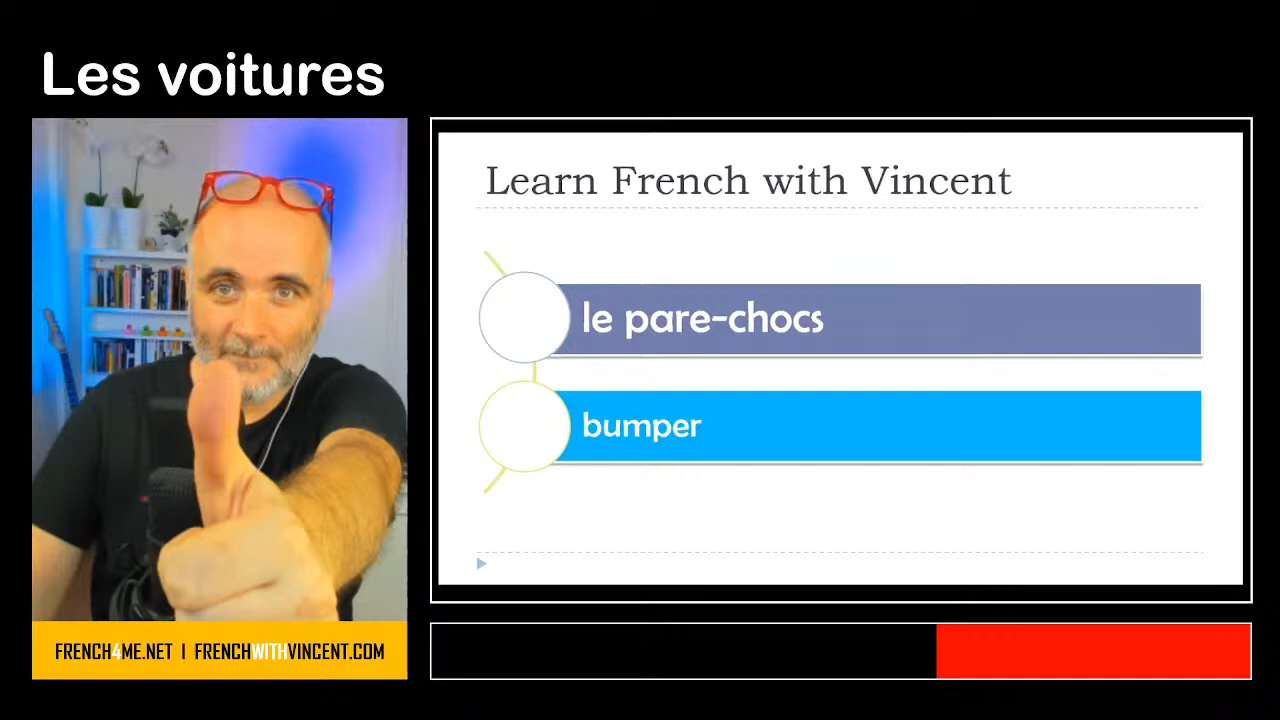 Les voitures
Learn French with Vincent
le pare-chocs
bumper
FRENCH4ME.NET | FRENCHWITHVINCENT.COM